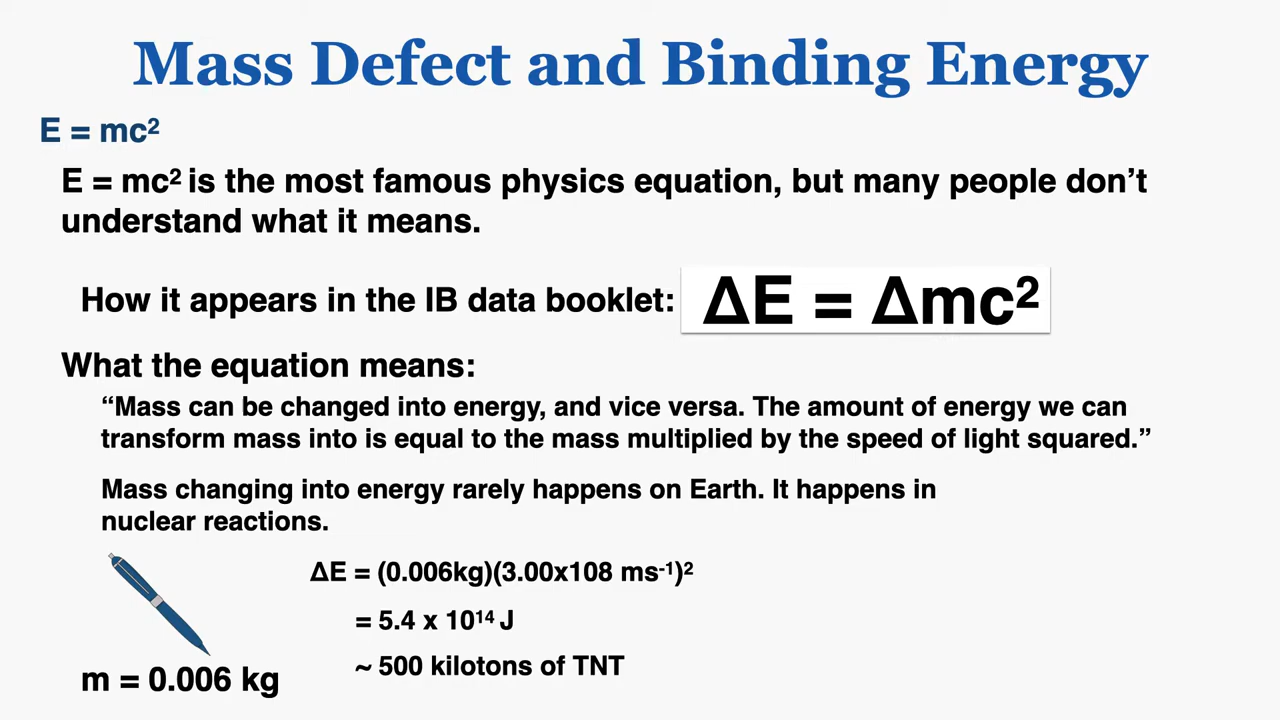 Mass Defect and Binding Energy
E = mc²
E = mc² is the most famous physics equation, but many people don’t
understand what it means.
How it appears in the IB data booklet: ΔE = Δmc²
What the equation means:
“Mass can be changed into energy, and vice versa. The amount of energy we can
transform mass into is equal to the mass multiplied by the speed of light squared.”
Mass changing into energy rarely happens on Earth. It happens in
nuclear reactions.
ΔE = (0.006kg)(3.00x108 ms⁻¹)²
= 5.4 x 10¹⁴ J
~ 500 kilotons of TNT
m = 0.006 kg